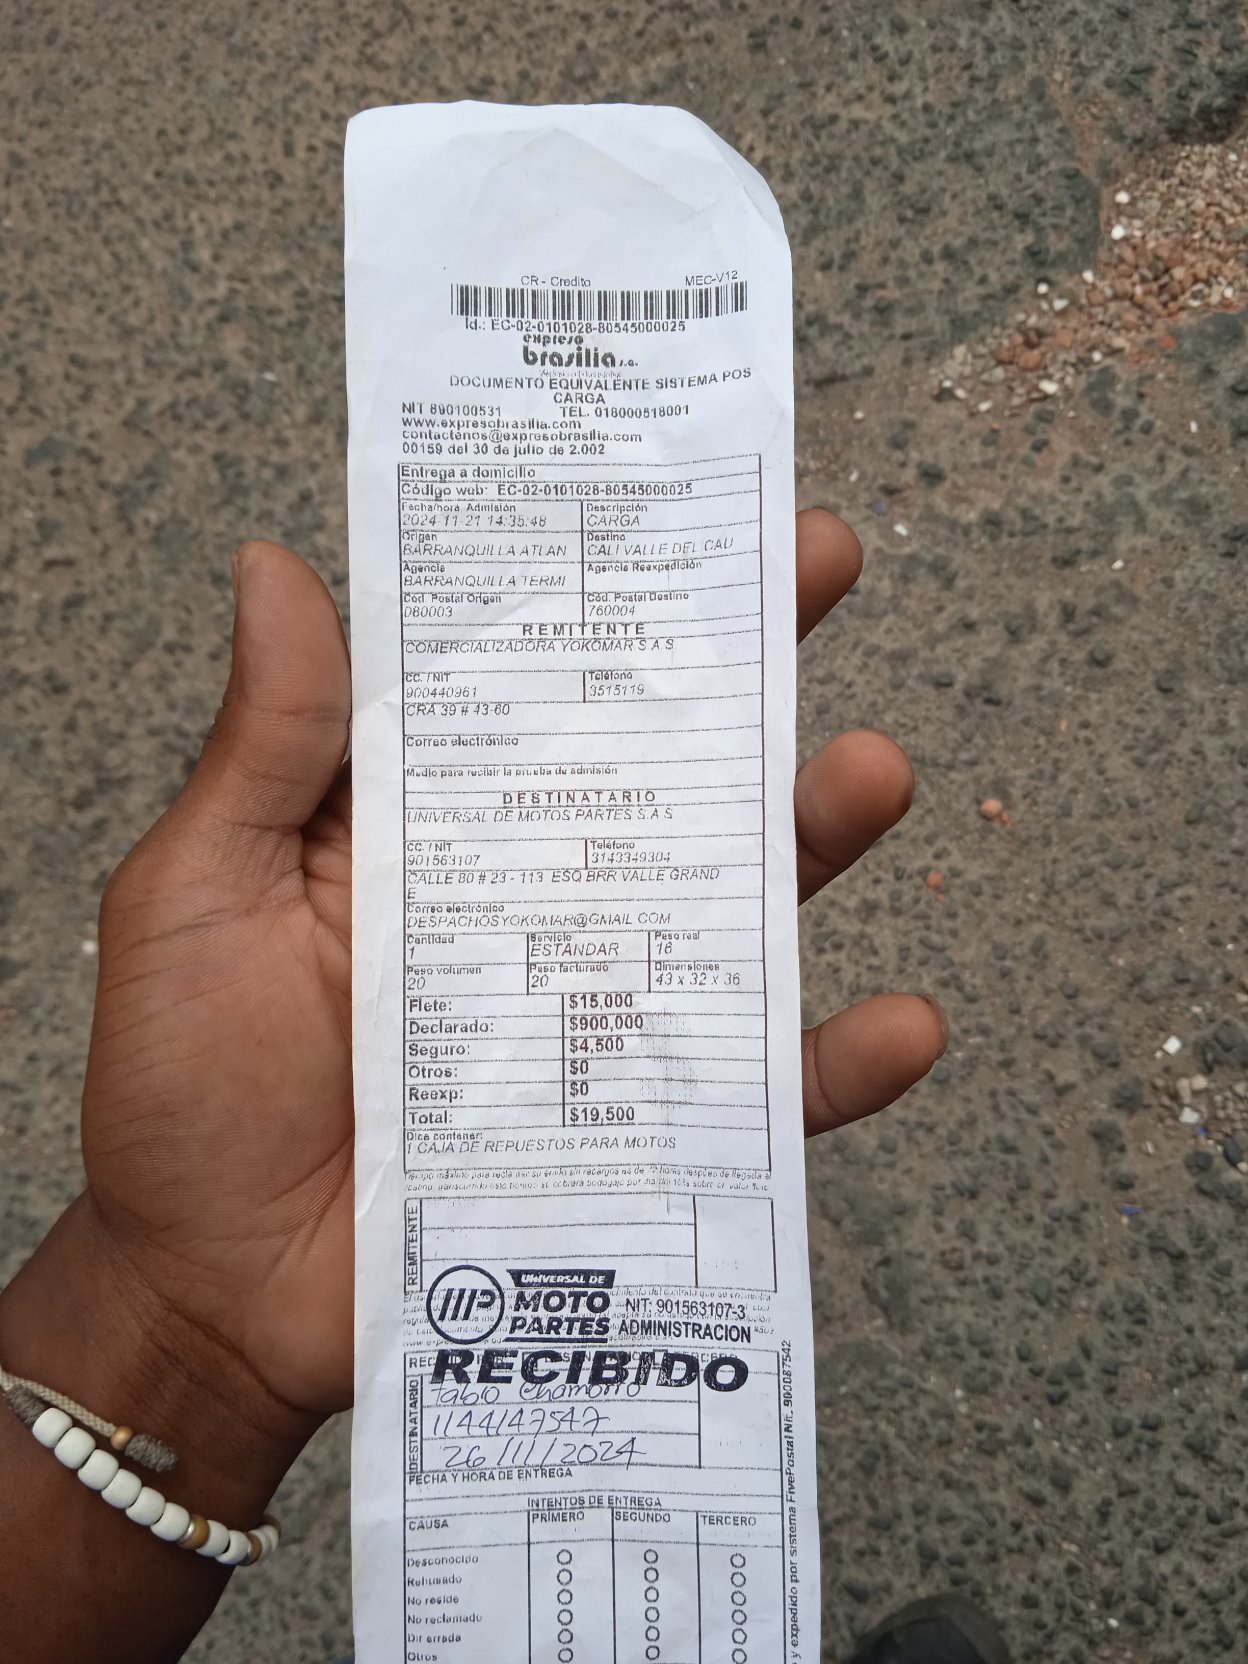 CR - Credito MEC-V12
Id.: EC-02-0101028-80545000025
expreso
brasilia s.a.
DOCUMENTO EQUIVALENTE SISTEMA POS
CARGA
NIT 890100531 TEL. 018000518001
www.expresobrasilia.com
contactenos@expresobrasilia.com
00159 del 30 de julio de 2.002
Entrega a domicilio
Código web: EC-02-0101028-80545000025
Fecha/hora Admisión Descripción
2024-11-21 14:35:48 CARGA
Origen Destino
BARRANQUILLA ATLAN CALI VALLE DEL CAU
Agencia Agencia Reexpedición
BARRANQUILLA TERMI
Cód. Postal Origen Cód. Postal Destino
080003 760004
REMITENTE
COMERCIALIZADORA YOKOMAR S A S
CC. / NIT Teléfono
900440961 3515119
CRA 39 # 43-60
Correo electrónico
Medio para recibir la prueba de admisión
DESTINATARIO
UNIVERSAL DE MOTOS PARTES S.A.S
CC. / NIT Teléfono
901563107 3143349304
CALLE 80 # 23 - 113 ESQ BRR VALLE GRAND
E
Correo electrónico
DESPACHOSYOKOMAR@GMAIL.COM
Cantidad Servicio Peso real
1 ESTANDAR 16
Peso volumen Peso facturado Dimensiones
20 20 43 x 32 x 36
Flete: $15,000
Declarado: $900,000
Seguro: $4,500
Otros: $0
Reexp: $0
Total: $19,500
Dice contener:
1 CAJA DE REPUESTOS PARA MOTOS
REMITENTE
UNIVERSAL DE
MOTO NIT: 901563107-3
PARTES ADMINISTRACION
RECIBIDO
DESTINATARIO
Fabio Chamorro
1144147547
26/11/2024
FECHA Y HORA DE ENTREGA
INTENTOS DE ENTREGA
CAUSA PRIMERO SEGUNDO TERCERO
Desconocido
Rehusado
No reside
No reclamado
Dir errada
Otros
y expedido por sistema FivePostal Nit. 900087542